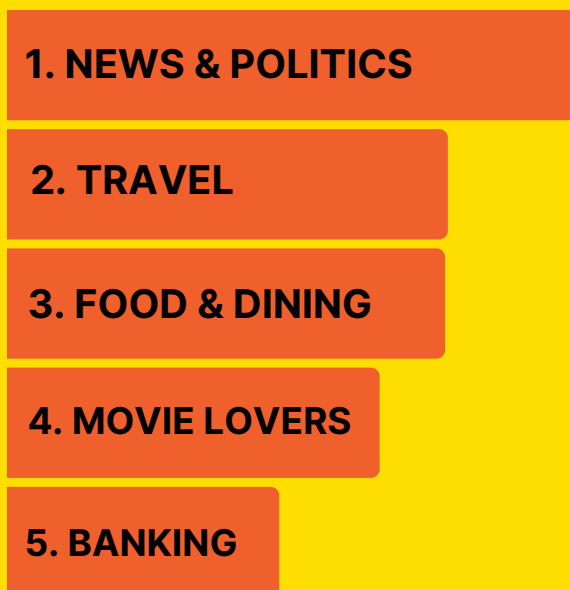 1. NEWS & POLITICS
2. TRAVEL
3. FOOD & DINING
4. MOVIE LOVERS
5. BANKING